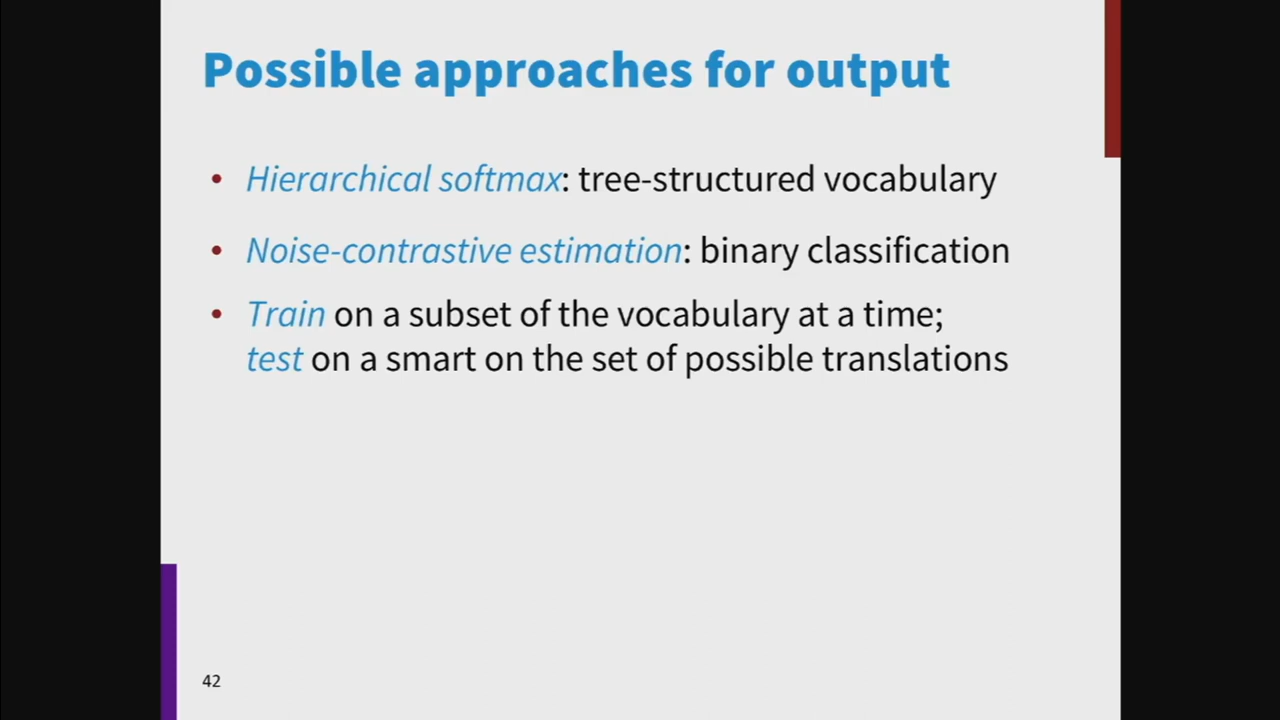 Possible approaches for output
• Hierarchical softmax: tree-structured vocabulary
• Noise-contrastive estimation: binary classification
• Train on a subset of the vocabulary at a time;
test on a smart on the set of possible translations
42